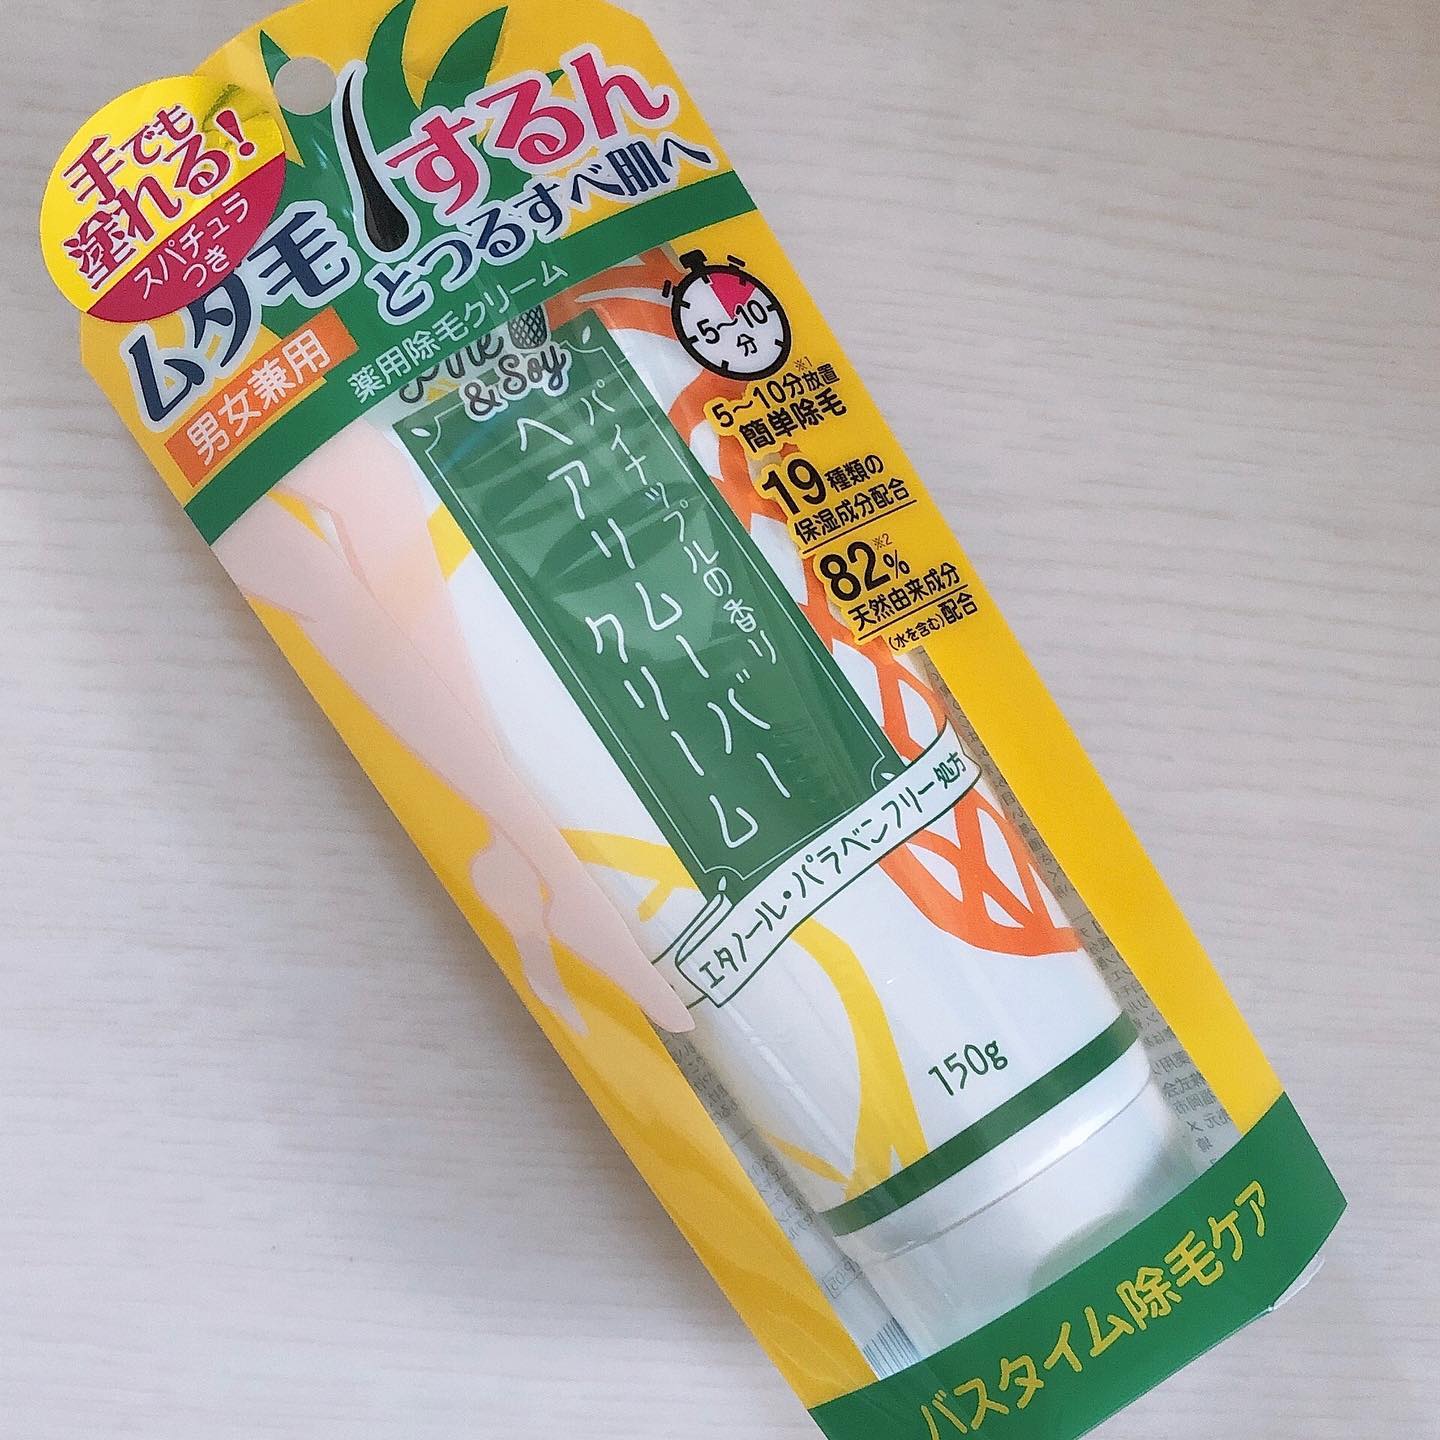 手でも
塗れる!
スパチュラ
つき
ムダ毛
するん
とつるすべ肌へ
男女兼用
薬用除毛クリーム
& Soy
パイナップルの香り
ヘアリムーバー
クリーム
5〜10
分
5〜10分放置※1
簡単除毛
19種類の
保湿成分配合
82%※2
天然由来成分
(水を含む)配合
エタノール・パラベンフリー処方
150g
バスタイム除毛ケア